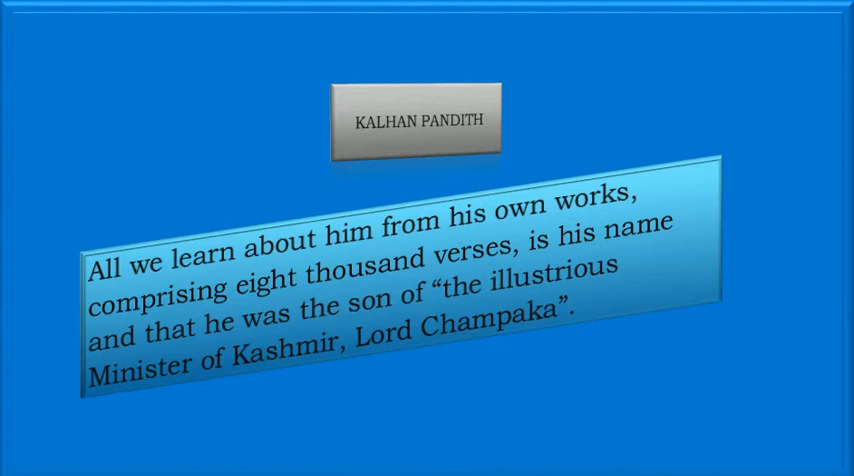 KALHAN PANDITH
All we learn about him from his own works,
comprising eight thousand verses, is his name
and that he was the son of “the illustrious
Minister of Kashmir, Lord Champaka”.